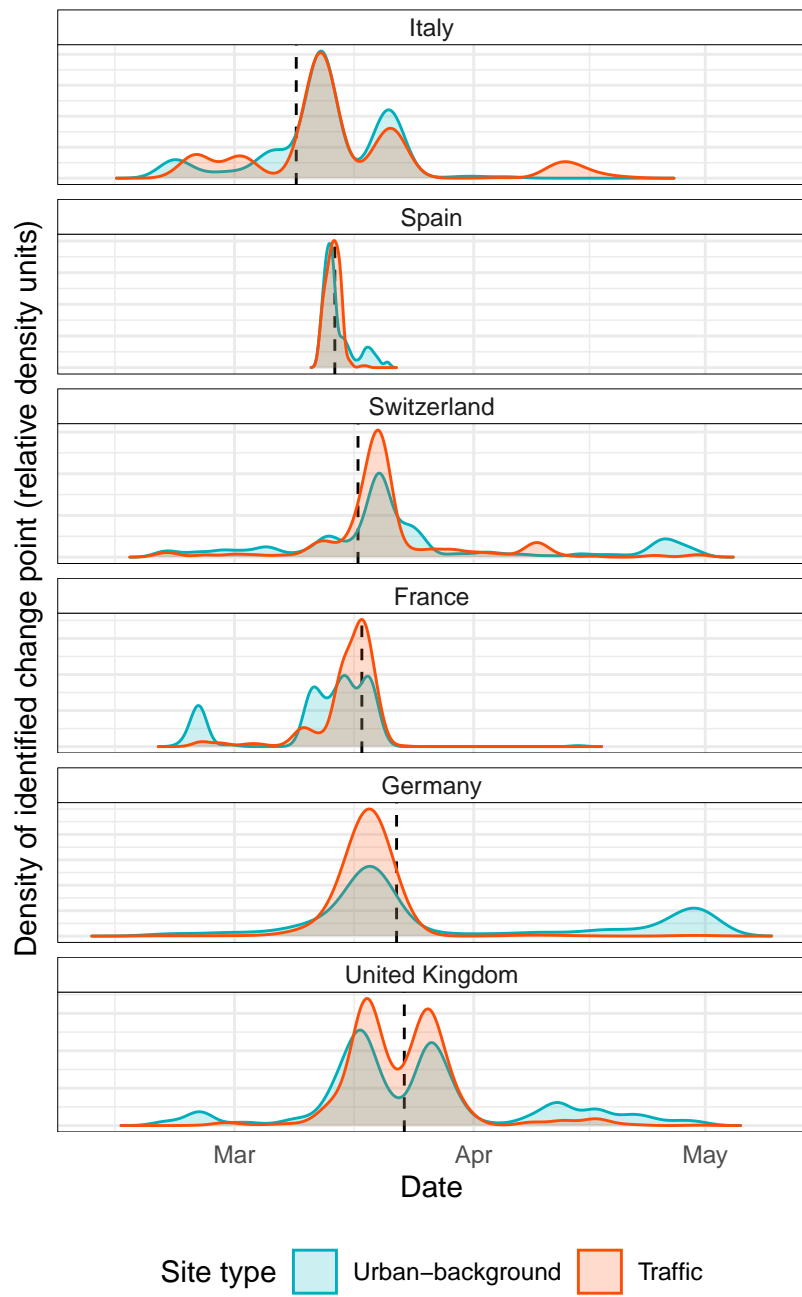 Italy
Spain
Switzerland
France
Germany
United Kingdom
Density of identified change point (relative density units)
Mar Apr May
Date
Site type Urban−background Traffic